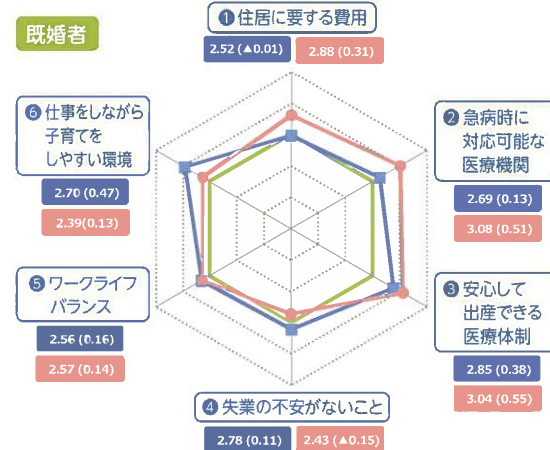 既婚者
❶住居に要する費用
2.52 (▲0.01) 2.88 (0.31)
❷急病時に
対応可能な
医療機関
2.69 (0.13)
3.08 (0.51)
❸安心して
出産できる
医療体制
2.85 (0.38)
3.04 (0.55)
❹失業の不安がないこと
2.78 (0.11) 2.43 (▲0.15)
❺ワークライフ
バランス
2.56 (0.16)
2.57 (0.14)
❻仕事をしながら
子育てを
しやすい環境
2.70 (0.47)
2.39(0.13)